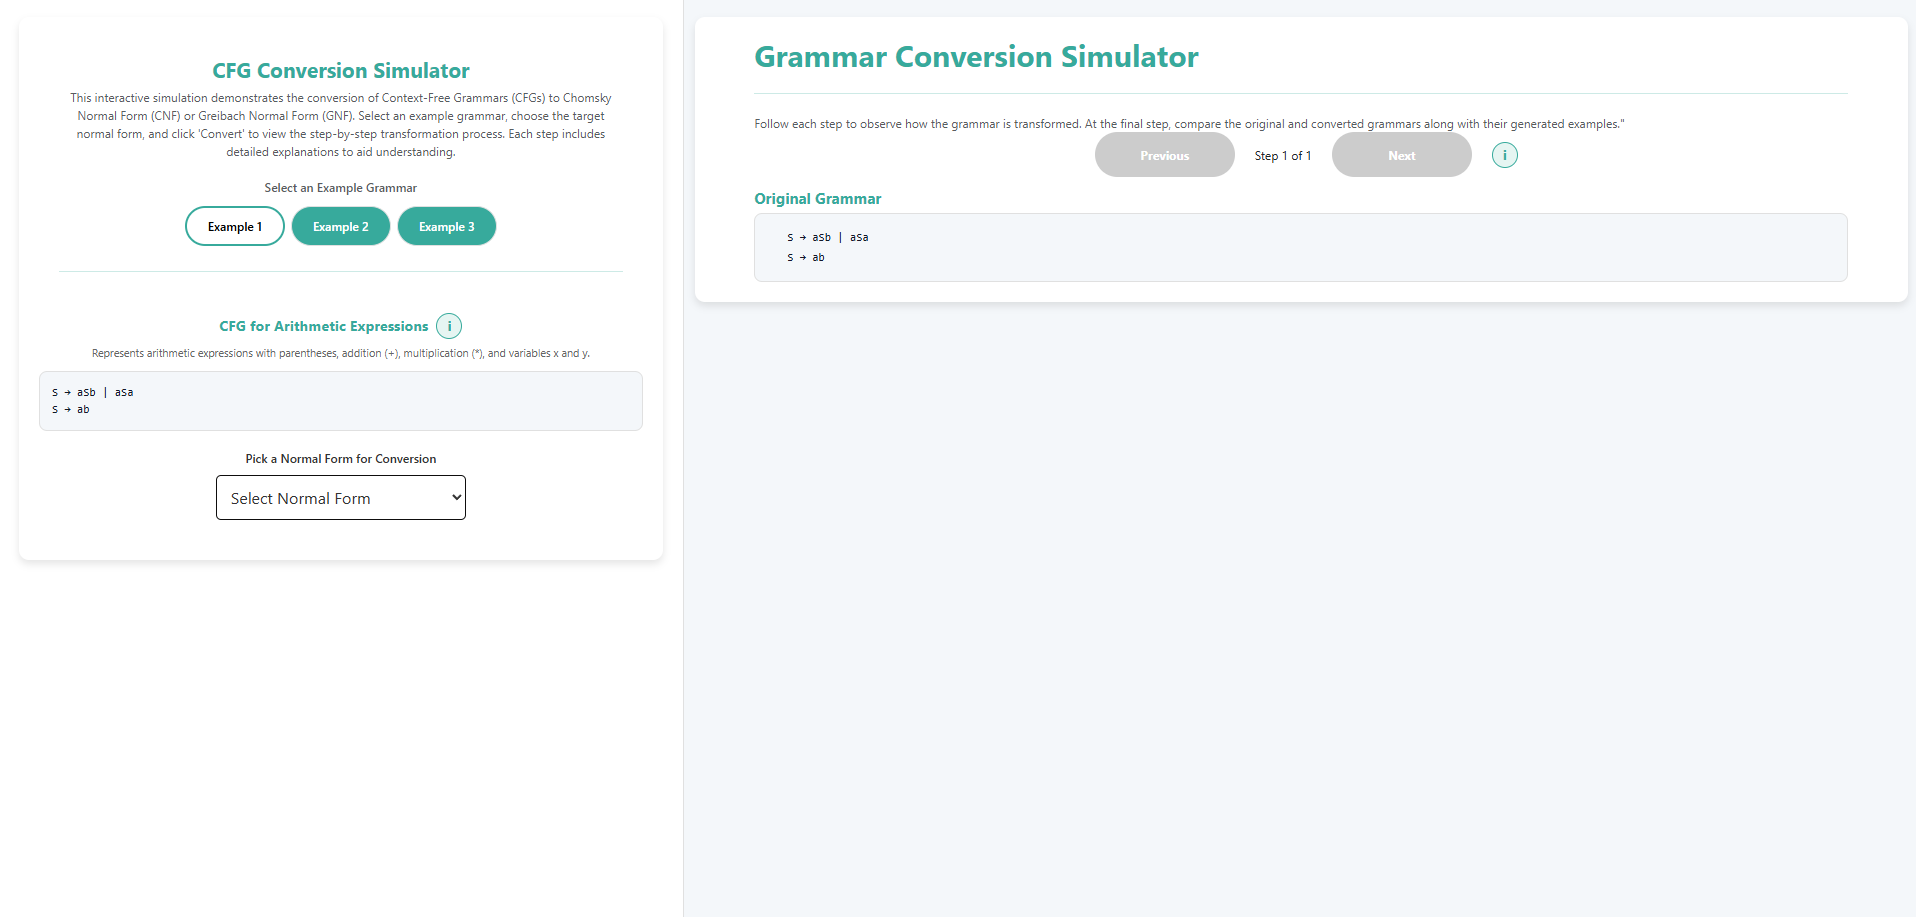 CFG Conversion Simulator
This interactive simulation demonstrates the conversion of Context-Free Grammars (CFGs) to Chomsky
Normal Form (CNF) or Greibach Normal Form (GNF). Select an example grammar, choose the target
normal form, and click 'Convert' to view the step-by-step transformation process. Each step includes
detailed explanations to aid understanding.
Select an Example Grammar
Example 1 Example 2 Example 3
CFG for Arithmetic Expressions i
Represents arithmetic expressions with parentheses, addition (+), multiplication (*), and variables x and y.
S → aSb | aSa
S → ab
Pick a Normal Form for Conversion
Select Normal Form
Grammar Conversion Simulator
Follow each step to observe how the grammar is transformed. At the final step, compare the original and converted grammars along with their generated examples."
Previous Step 1 of 1 Next i
Original Grammar
S → aSb | aSa
S → ab